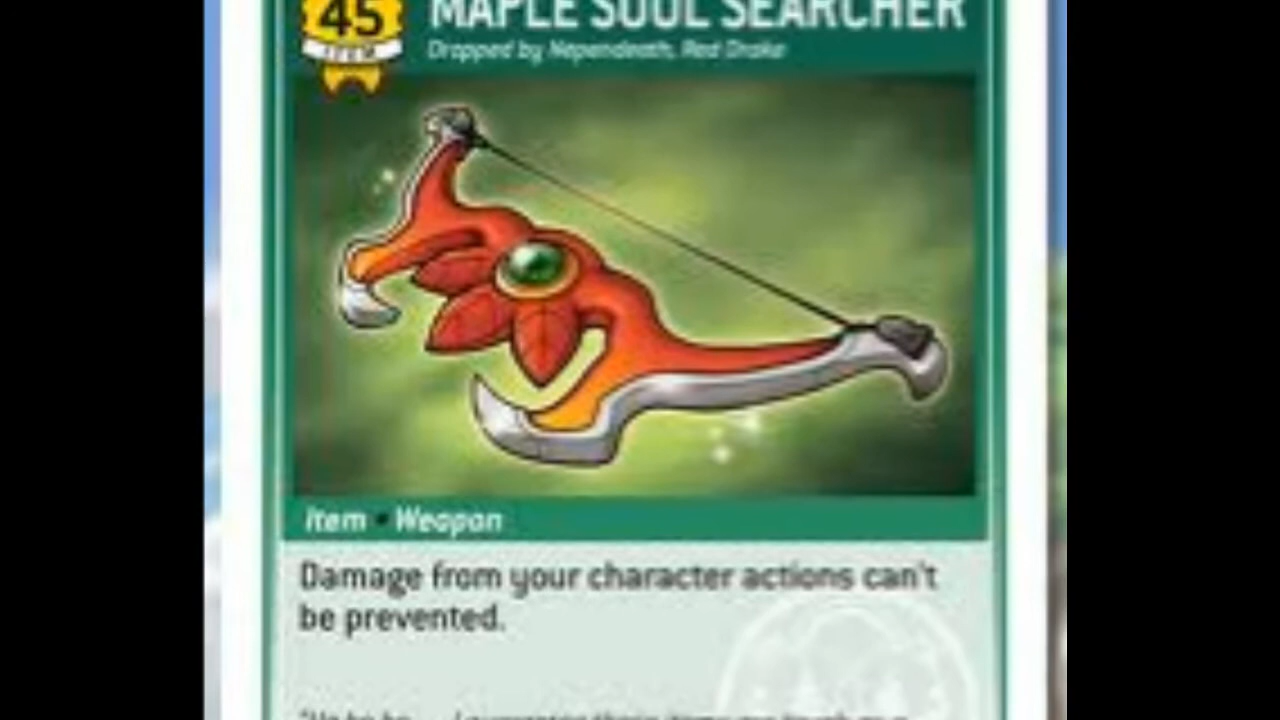 45
MAPLE SOUL SEARCHER
ITEM
Dropped by Nependeath, Red Drake
Item • Weapon
Damage from your character actions can't
be prevented.